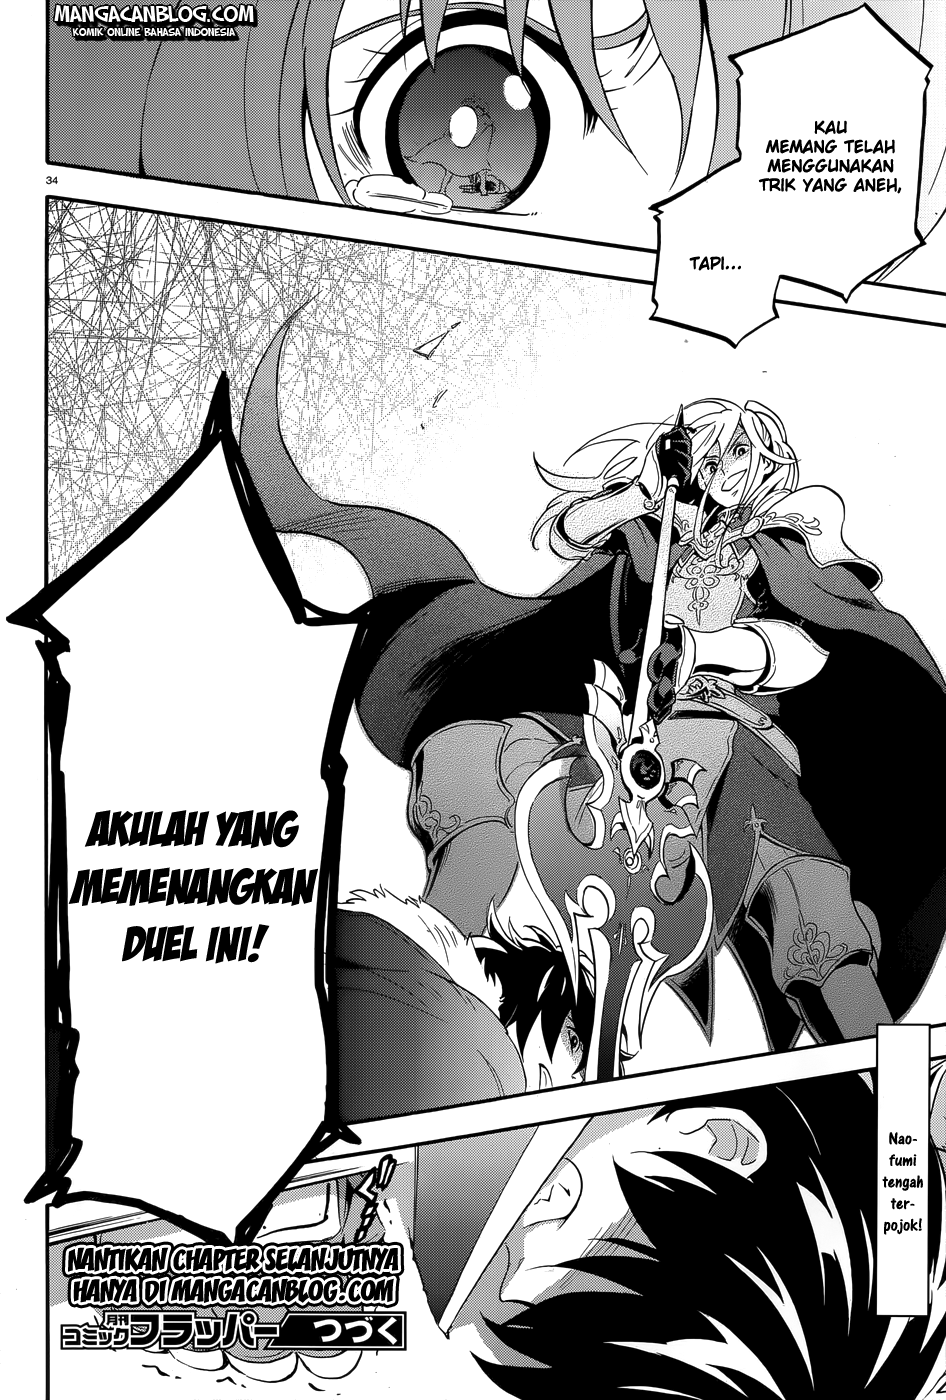 MANGACANBLOG.COM
KOMIK ONLINE BAHASA INDONESIA
34
KAU
MEMANG TELAH
MENGGUNAKAN
TRIK YANG ANEH,
TAPI...
AKULAH YANG
MEMENANGKAN
DUEL INI!
Nao-
fumi
tengah
ter-
pojok!
NANTIKAN CHAPTER SELANJUTNYA
HANYA DI MANGACANBLOG.COM
月刊
コミックフラッパー つづく